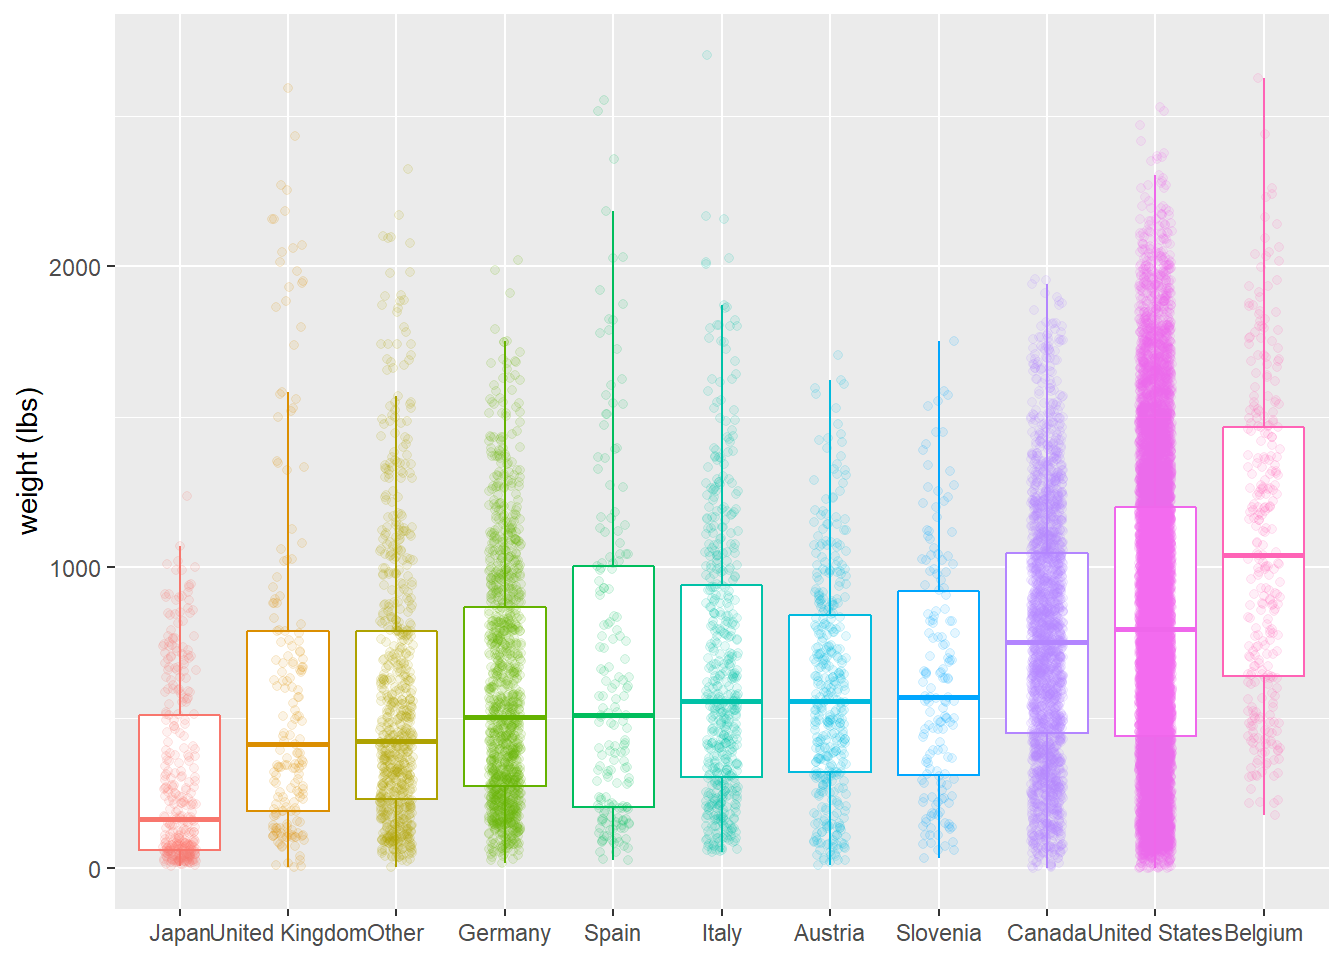 2000
1000
0
weight (lbs)
Japan United Kingdom Other Germany Spain Italy Austria Slovenia Canada United States Belgium